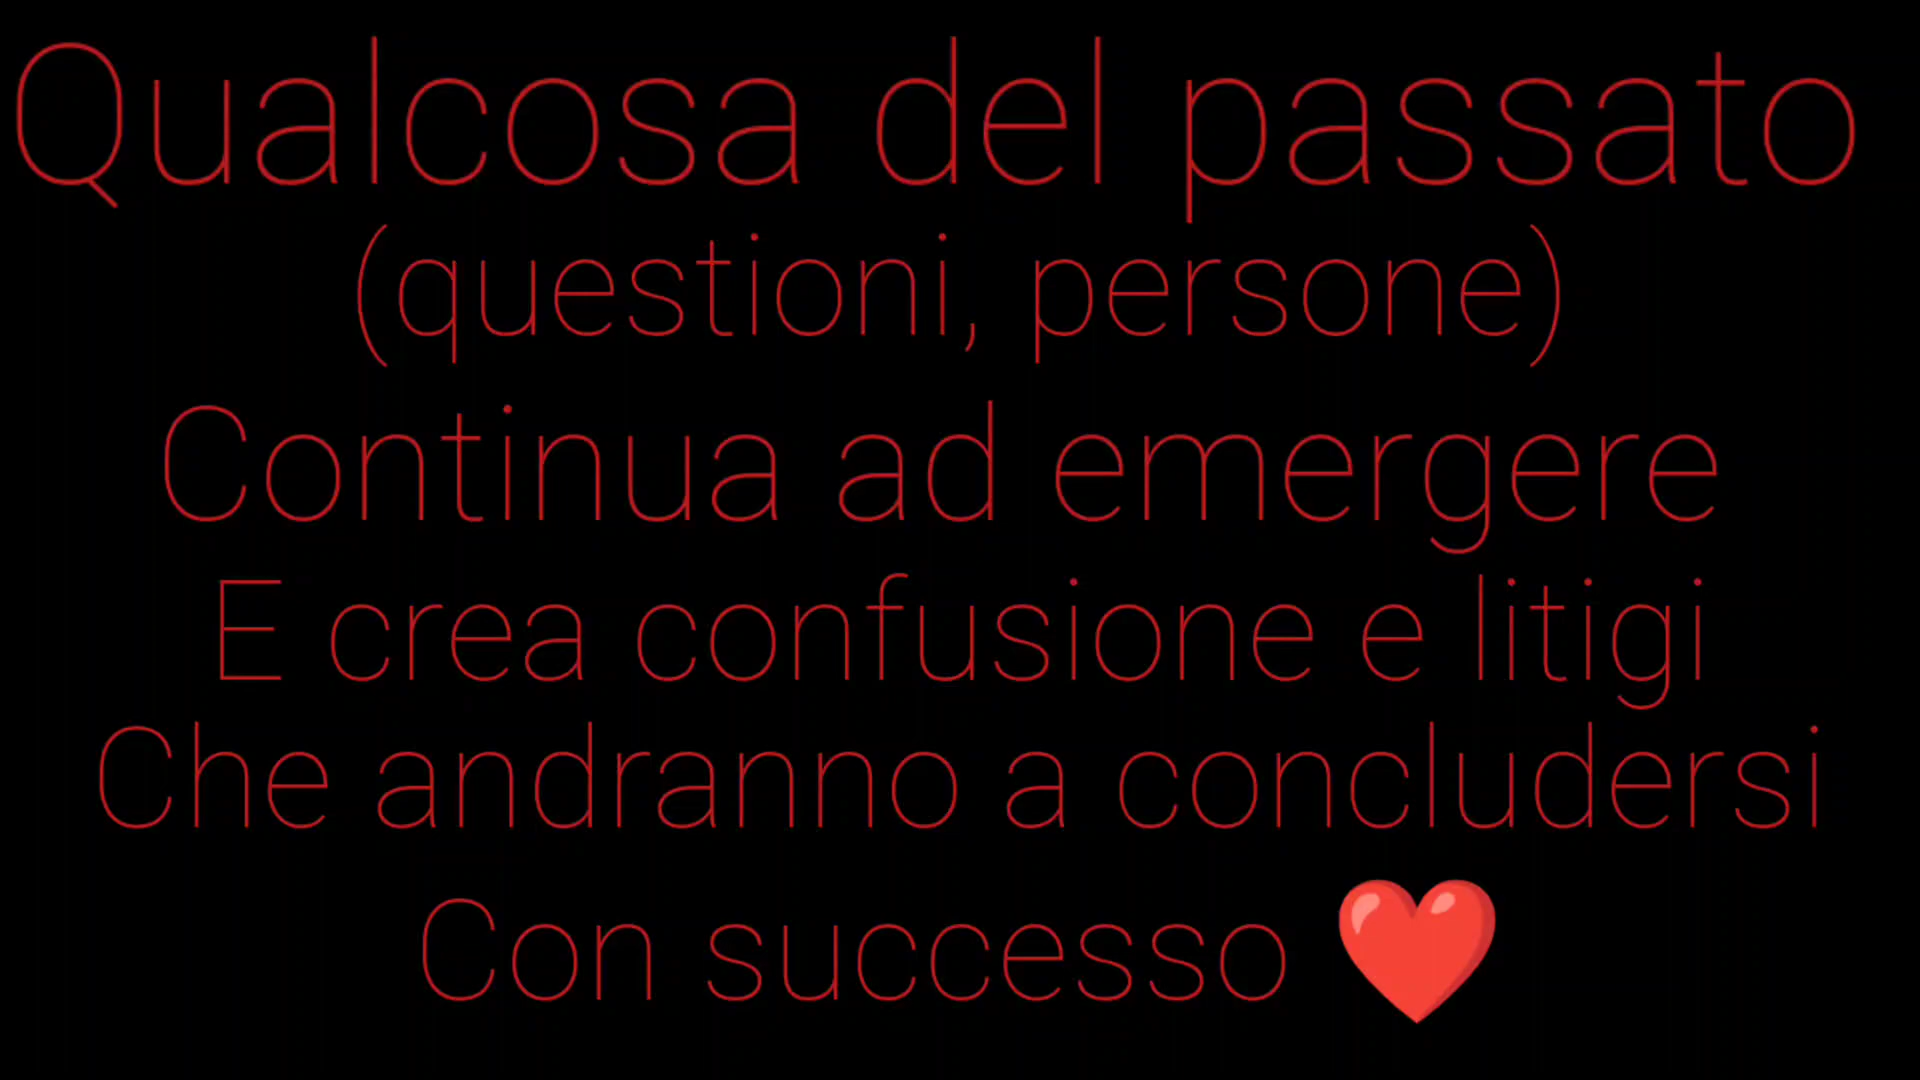 Qualcosa del passato
(questioni, persone)
Continua ad emergere
E crea confusione e litigi
Che andranno a concludersi
Con successo ❤️